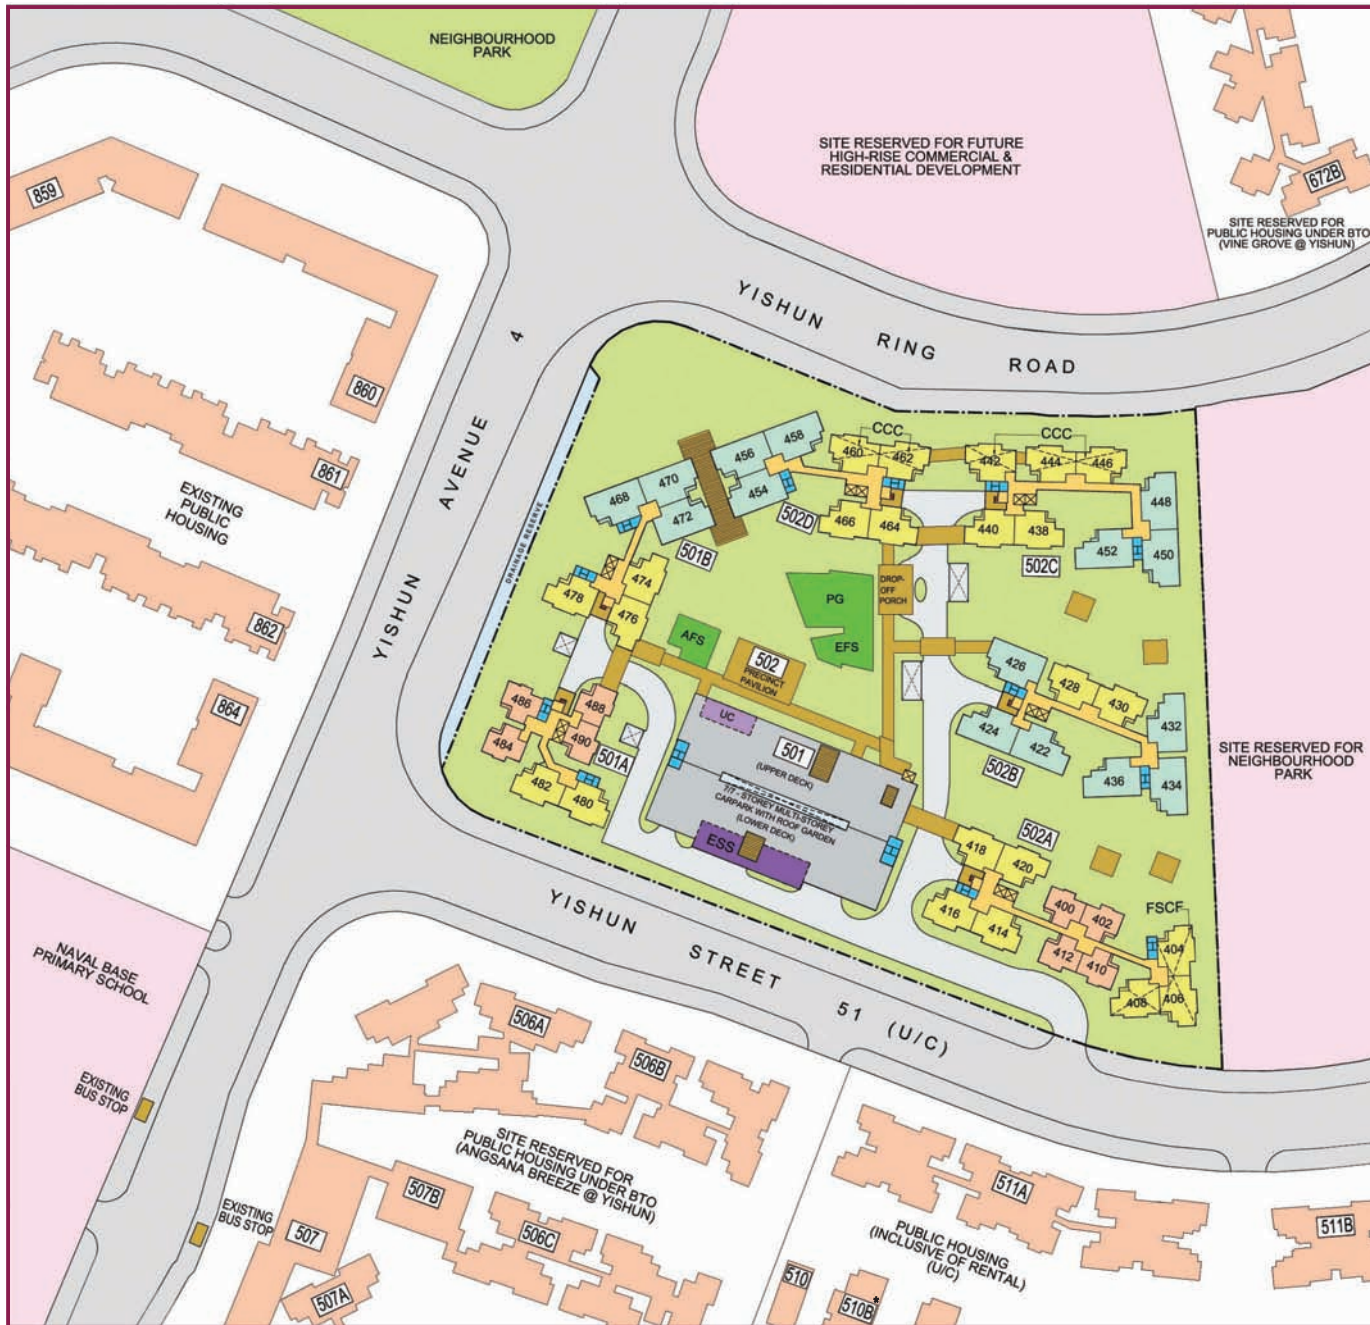 NEIGHBOURHOOD
PARK
SITE RESERVED FOR FUTURE
HIGH-RISE COMMERCIAL &
RESIDENTIAL DEVELOPMENT
672B
SITE RESERVED FOR
PUBLIC HOUSING UNDER BTO
(VINE GROVE @ YISHUN)
859
860
861
862
864
EXISTING
PUBLIC
HOUSING
YISHUN AVENUE 4
YISHUN RING ROAD
DRAINAGE RESERVE
CCC
CCC
458
456
454
460
462
442
444
446
470
468
472
466
464
440
438
448
452
450
502D
501B
502C
474
478
476
PG
EFS
AFS
DROP-
OFF
PORCH
502
PRECINCT
PAVILION
426
428
430
432
424
422
436
434
502B
486
488
484
490
482
480
501A
UC
501
(UPPER DECK)
7/7 - STOREY MULTI-STOREY
CARPARK WITH ROOF GARDEN
(LOWER DECK)
ESS
502A
418
420
416
414
400
402
412
410
FSCF
404
408
406
SITE RESERVED FOR
NEIGHBOURHOOD
PARK
YISHUN STREET 51 (U/C)
NAVAL BASE
PRIMARY SCHOOL
EXISTING
BUS STOP
EXISTING
BUS STOP
506A
506B
SITE RESERVED FOR
PUBLIC HOUSING UNDER BTO
(ANGSANA BREEZE @ YISHUN)
507B
507
506C
507A
511A
511B
PUBLIC HOUSING
(INCLUSIVE OF RENTAL)
(U/C)
510
510B*